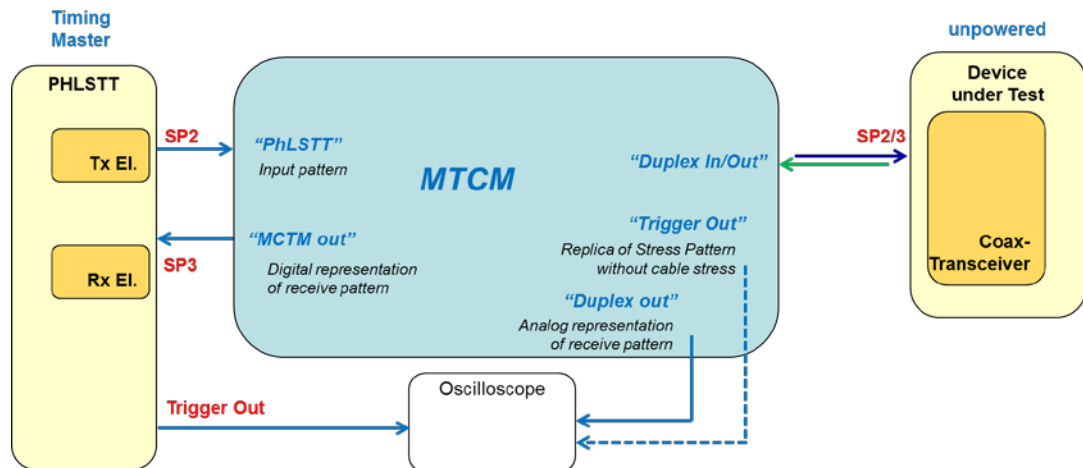 Timing
Master
unpowered
PHLSTT
Device
under Test
SP2
Tx El.
“PhLSTT”
Input pattern
MTCM
“Duplex In/Out”
SP2/3
“Trigger Out”
Replica of Stress Pattern
without cable stress
“MCTM out”
Digital representation
of receive pattern
SP3
Rx El.
Coax-
Transceiver
“Duplex out”
Analog representation
of receive pattern
Oscilloscope
Trigger Out